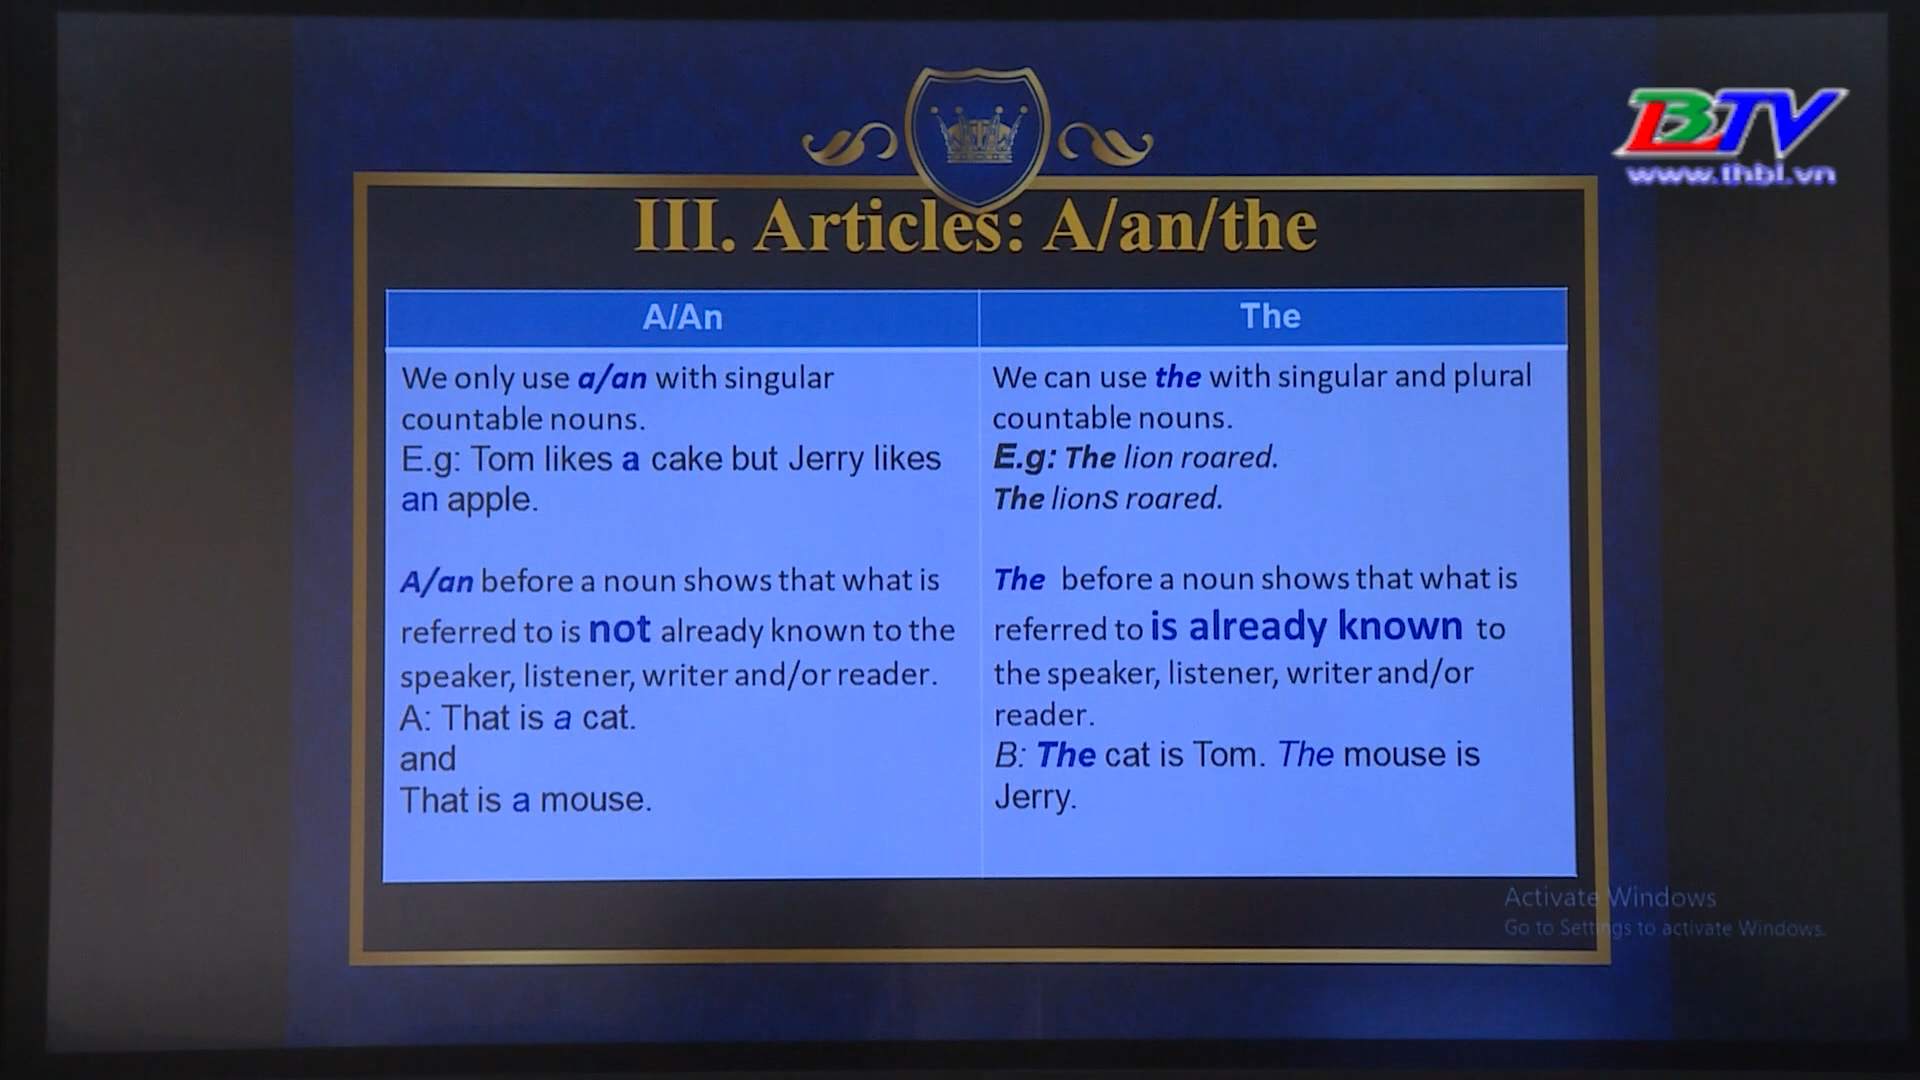 BTV
www.thbl.vn
III. Articles: A/an/the
A/An
We only use a/an with singular
countable nouns.
E.g: Tom likes a cake but Jerry likes
an apple.
A/an before a noun shows that what is
referred to is not already known to the
speaker, listener, writer and/or reader.
A: That is a cat.
and
That is a mouse.
The
We can use the with singular and plural
countable nouns.
E.g: The lion roared.
The lions roared.
The before a noun shows that what is
referred to is already known to
the speaker, listener, writer and/or
reader.
B: The cat is Tom. The mouse is
Jerry.
Activate Windows
Go to Settings to activate Windows.